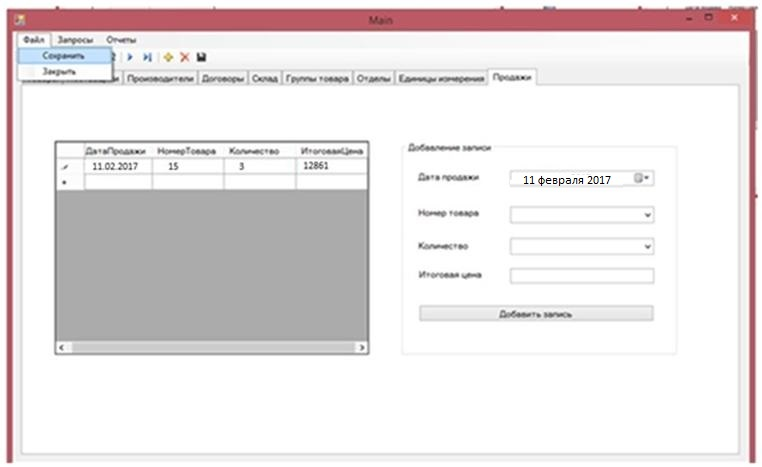 Main
Файл Запросы Отчеты
Сохранить
Закрыть
Производители Договоры Склад Группы товара Отделы Единицы измерения Продажи
ДатаПродажи НомерТовара Количество ИтоговаяЦена
11.02.2017 15 3 12861
Добавление записи
Дата продажи 11 февраля 2017
Номер товара
Количество
Итоговая цена
Добавить запись